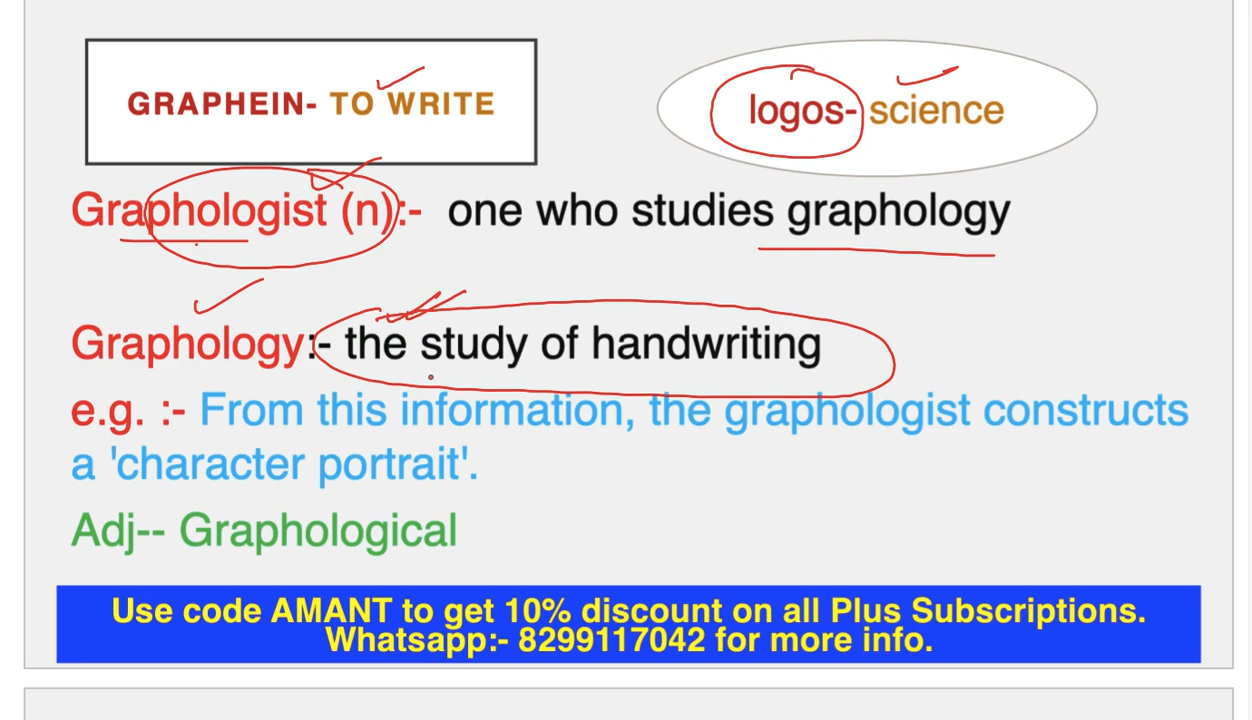 GRAPHEIN- TO WRITE
logos- science
Graphologist (n):- one who studies graphology
Graphology:- the study of handwriting
e.g. :- From this information, the graphologist constructs
a 'character portrait'.
Adj-- Graphological
Use code AMANT to get 10% discount on all Plus Subscriptions.
Whatsapp:- 8299117042 for more info.